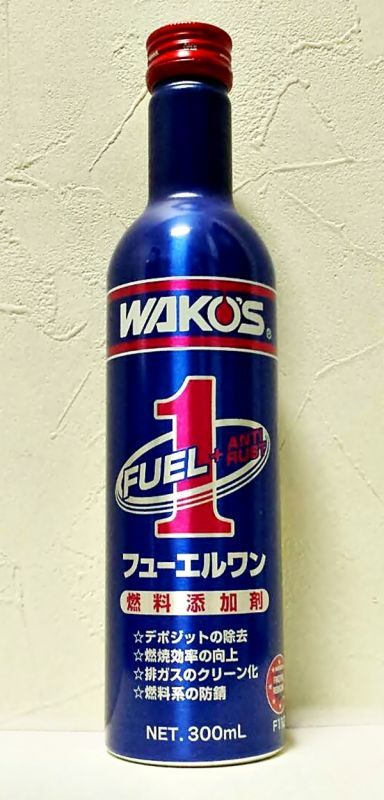 WAKO'S®
1
FUEL + ANTI RUST
フューエルワン
燃料添加剤
☆デポジットの除去
☆燃焼効率の向上
☆排ガスのクリーン化
☆燃料系の防錆
NET. 300mL